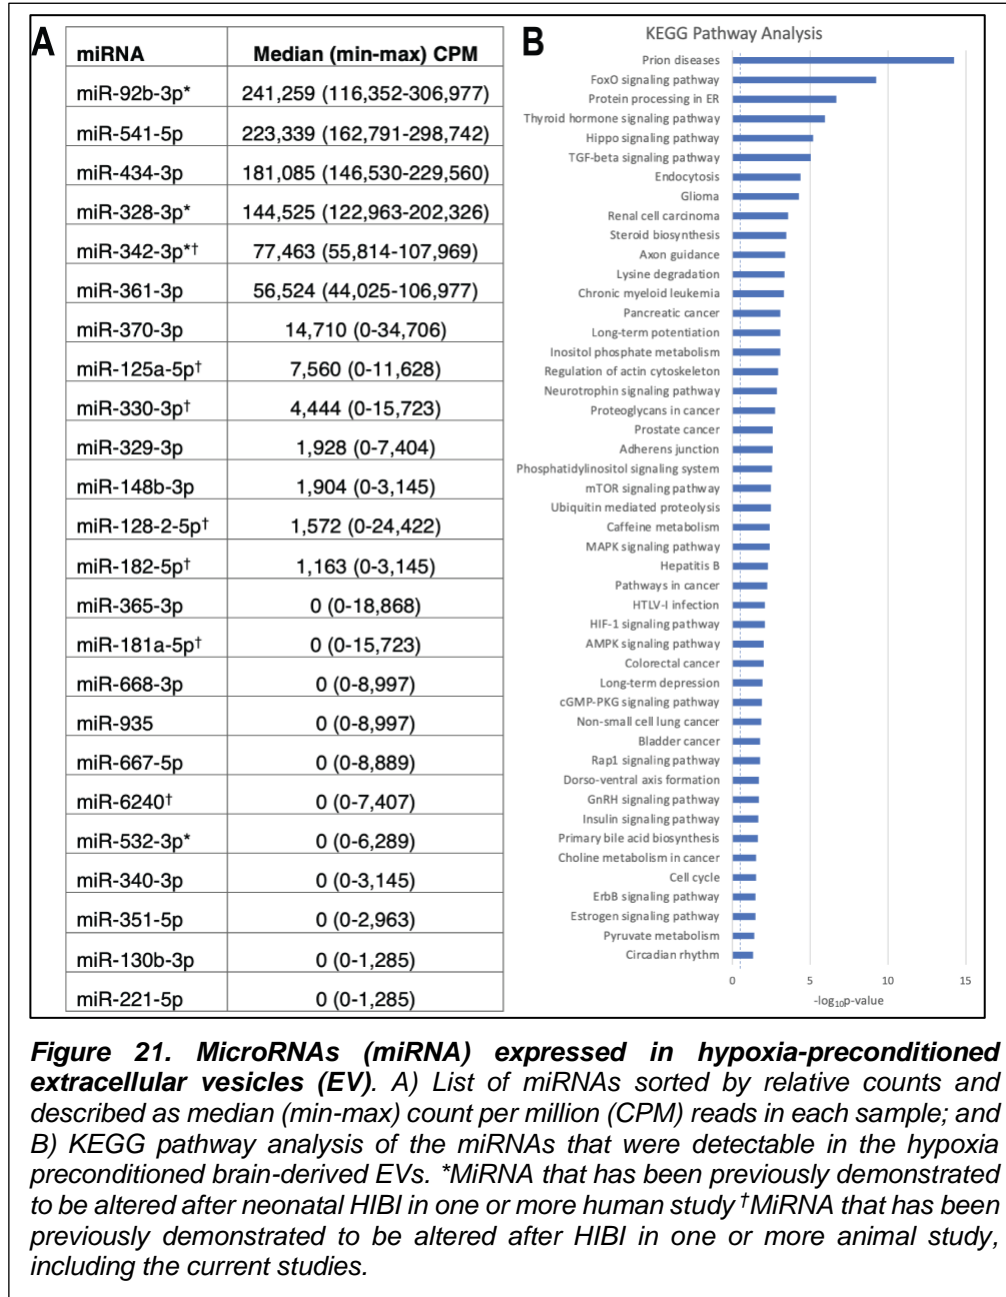 A
miRNA Median (min-max) CPM
miR-92b-3p* 241,259 (116,352-306,977)
miR-541-5p 223,339 (162,791-298,742)
miR-434-3p 181,085 (146,530-229,560)
miR-328-3p* 144,525 (122,963-202,326)
miR-342-3p*† 77,463 (55,814-107,969)
miR-361-3p 56,524 (44,025-106,977)
miR-370-3p 14,710 (0-34,706)
miR-125a-5p† 7,560 (0-11,628)
miR-330-3p† 4,444 (0-15,723)
miR-329-3p 1,928 (0-7,404)
miR-148b-3p 1,904 (0-3,145)
miR-128-2-5p† 1,572 (0-24,422)
miR-182-5p† 1,163 (0-3,145)
miR-365-3p 0 (0-18,868)
miR-181a-5p† 0 (0-15,723)
miR-668-3p 0 (0-8,997)
miR-935 0 (0-8,997)
miR-667-5p 0 (0-8,889)
miR-6240† 0 (0-7,407)
miR-532-3p* 0 (0-6,289)
miR-340-3p 0 (0-3,145)
miR-351-5p 0 (0-2,963)
miR-130b-3p 0 (0-1,285)
miR-221-5p 0 (0-1,285)
B
KEGG Pathway Analysis
Prion diseases
FoxO signaling pathway
Protein processing in ER
Thyroid hormone signaling pathway
Hippo signaling pathway
TGF-beta signaling pathway
Endocytosis
Glioma
Renal cell carcinoma
Steroid biosynthesis
Axon guidance
Lysine degradation
Chronic myeloid leukemia
Pancreatic cancer
Long-term potentiation
Inositol phosphate metabolism
Regulation of actin cytoskeleton
Neurotrophin signaling pathway
Proteoglycans in cancer
Prostate cancer
Adherens junction
Phosphatidylinositol signaling system
mTOR signaling pathway
Ubiquitin mediated proteolysis
Caffeine metabolism
MAPK signaling pathway
Hepatitis B
Pathways in cancer
HTLV-I infection
HIF-1 signaling pathway
AMPK signaling pathway
Colorectal cancer
Long-term depression
cGMP-PKG signaling pathway
Non-small cell lung cancer
Bladder cancer
Rap1 signaling pathway
Dorso-ventral axis formation
GnRH signaling pathway
Insulin signaling pathway
Primary bile acid biosynthesis
Choline metabolism in cancer
Cell cycle
ErbB signaling pathway
Estrogen signaling pathway
Pyruvate metabolism
Circadian rhythm
0 5 10 15
-log₁₀p-value
Figure 21. MicroRNAs (miRNA) expressed in hypoxia-preconditioned
extracellular vesicles (EV). A) List of miRNAs sorted by relative counts and
described as median (min-max) count per million (CPM) reads in each sample; and
B) KEGG pathway analysis of the miRNAs that were detectable in the hypoxia
preconditioned brain-derived EVs. *MiRNA that has been previously demonstrated
to be altered after neonatal HIBI in one or more human study †MiRNA that has been
previously demonstrated to be altered after HIBI in one or more animal study,
including the current studies.